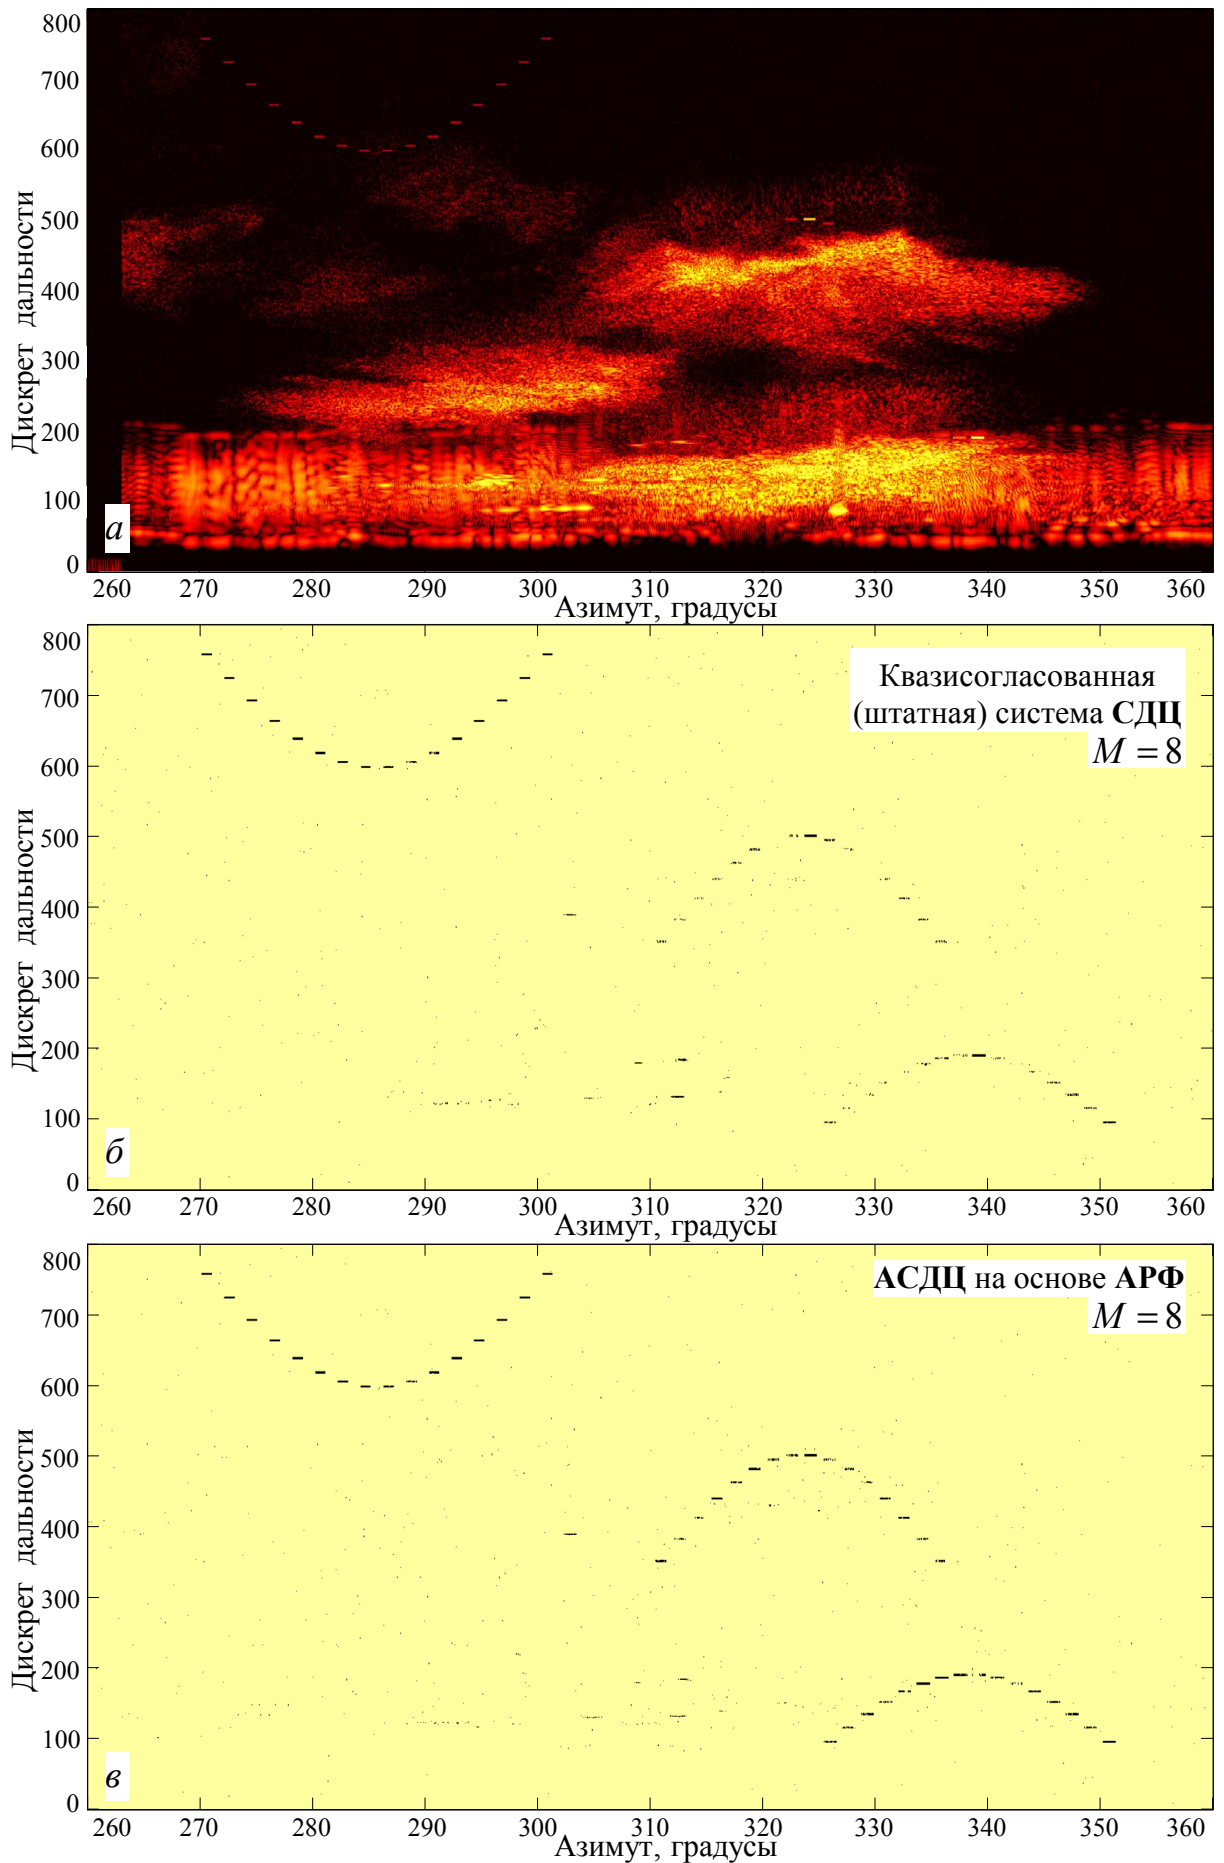 800
700
600
500
400
300
200
100
0
Дискрет дальности
а
260 270 280 290 300 310 320 330 340 350 360
Азимут, градусы
800
700
600
500
400
300
200
100
0
Дискрет дальности
Квазисогласованная
(штатная) система СДЦ
M = 8
б
260 270 280 290 300 310 320 330 340 350 360
Азимут, градусы
800
700
600
500
400
300
200
100
0
Дискрет дальности
АСДЦ на основе АРФ
M = 8
в
260 270 280 290 300 310 320 330 340 350 360
Азимут, градусы